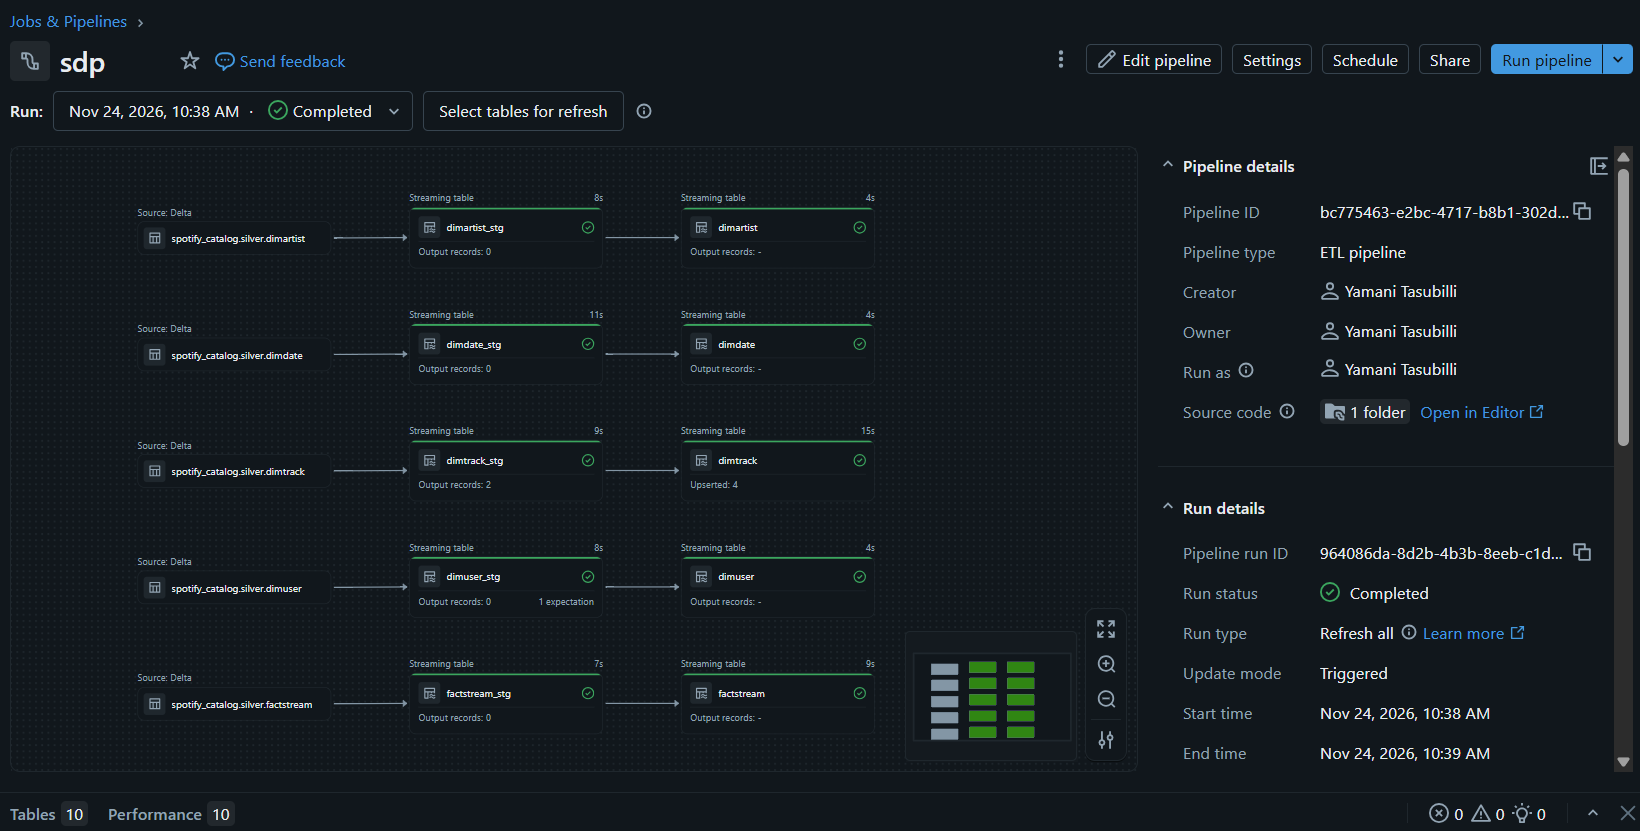 Jobs & Pipelines ›
sdp
Send feedback
Edit pipeline
Settings
Schedule
Share
Run pipeline
Run:
Nov 24, 2026, 10:38 AM · Completed
Select tables for refresh
Source: Delta
spotify_catalog.silver.dimartist
Streaming table 8s
dimartist_stg
Output records: 0
Streaming table 4s
dimartist
Output records: -
Source: Delta
spotify_catalog.silver.dimdate
Streaming table 11s
dimdate_stg
Output records: 0
Streaming table 4s
dimdate
Output records: -
Source: Delta
spotify_catalog.silver.dimtrack
Streaming table 9s
dimtrack_stg
Output records: 2
Streaming table 15s
dimtrack
Upserted: 4
Source: Delta
spotify_catalog.silver.dimuser
Streaming table 8s
dimuser_stg
Output records: 0 1 expectation
Streaming table 4s
dimuser
Output records: -
Source: Delta
spotify_catalog.silver.factstream
Streaming table 7s
factstream_stg
Output records: 0
Streaming table 9s
factstream
Output records: -
Pipeline details
Pipeline ID bc775463-e2bc-4717-b8b1-302d...
Pipeline type ETL pipeline
Creator Yamani Tasubilli
Owner Yamani Tasubilli
Run as Yamani Tasubilli
Source code 1 folder Open in Editor
Run details
Pipeline run ID 964086da-8d2b-4b3b-8eeb-c1d...
Run status Completed
Run type Refresh all Learn more
Update mode Triggered
Start time Nov 24, 2026, 10:38 AM
End time Nov 24, 2026, 10:39 AM
Tables 10
Performance 10
0 0 0